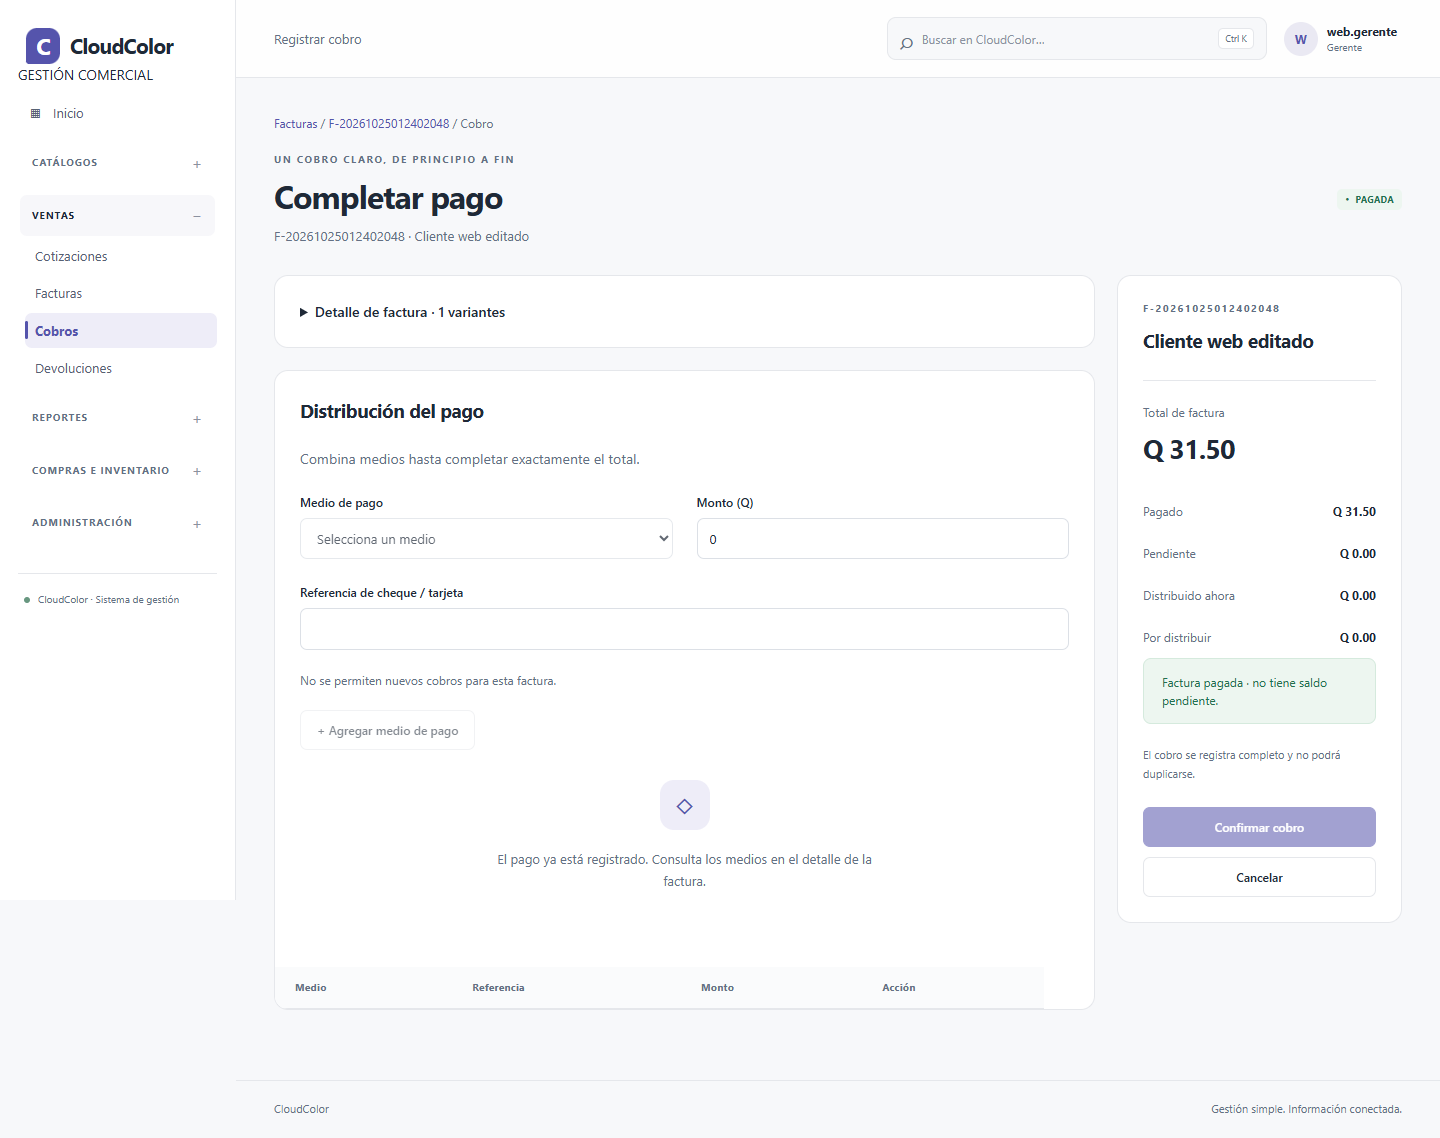 C CloudColor
GESTIÓN COMERCIAL
Inicio
CATÁLOGOS +
VENTAS −
Cotizaciones
Facturas
Cobros
Devoluciones
REPORTES +
COMPRAS E INVENTARIO +
ADMINISTRACIÓN +
CloudColor · Sistema de gestión
Registrar cobro
Buscar en CloudColor...
Ctrl K
W
web.gerente
Gerente
Facturas / F-20261025012402048 / Cobro
UN COBRO CLARO, DE PRINCIPIO A FIN
Completar pago
• PAGADA
F-20261025012402048 · Cliente web editado
Detalle de factura · 1 variantes
Distribución del pago
Combina medios hasta completar exactamente el total.
Medio de pago
Selecciona un medio
Monto (Q)
0
Referencia de cheque / tarjeta
No se permiten nuevos cobros para esta factura.
+ Agregar medio de pago
El pago ya está registrado. Consulta los medios en el detalle de la
factura.
Medio Referencia Monto Acción
F-20261025012402048
Cliente web editado
Total de factura
Q 31.50
Pagado Q 31.50
Pendiente Q 0.00
Distribuido ahora Q 0.00
Por distribuir Q 0.00
Factura pagada · no tiene saldo
pendiente.
El cobro se registra completo y no podrá
duplicarse.
Confirmar cobro
Cancelar
CloudColor
Gestión simple. Información conectada.